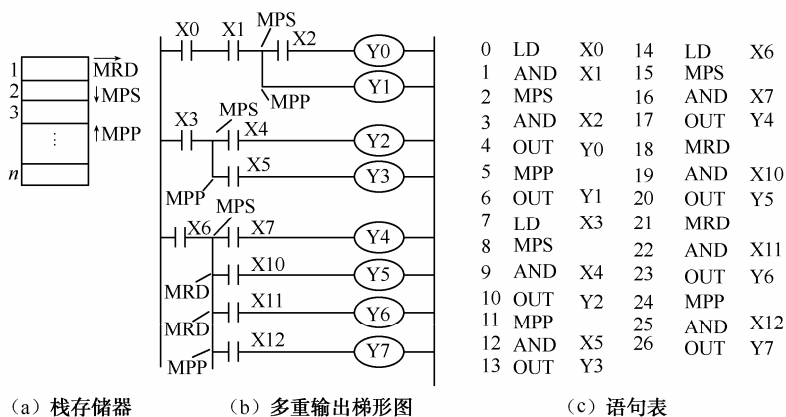 1
2
3
⋮
n
MRD
MPS
MPP
X0 X1 MPS X2 Y0
Y1
MPP
X3 MPS X4 Y2
X5 Y3
MPP
X6 MPS X7 Y4
X10 Y5
MRD
X11 Y6
MRD
X12 Y7
MPP
0 LD X0 14 LD X6
1 AND X1 15 MPS
2 MPS 16 AND X7
3 AND X2 17 OUT Y4
4 OUT Y0 18 MRD
5 MPP 19 AND X10
6 OUT Y1 20 OUT Y5
7 LD X3 21 MRD
8 MPS 22 AND X11
9 AND X4 23 OUT Y6
10 OUT Y2 24 MPP
11 MPP 25 AND X12
12 AND X5 26 OUT Y7
13 OUT Y3
（a）栈存储器 （b）多重输出梯形图 （c）语句表